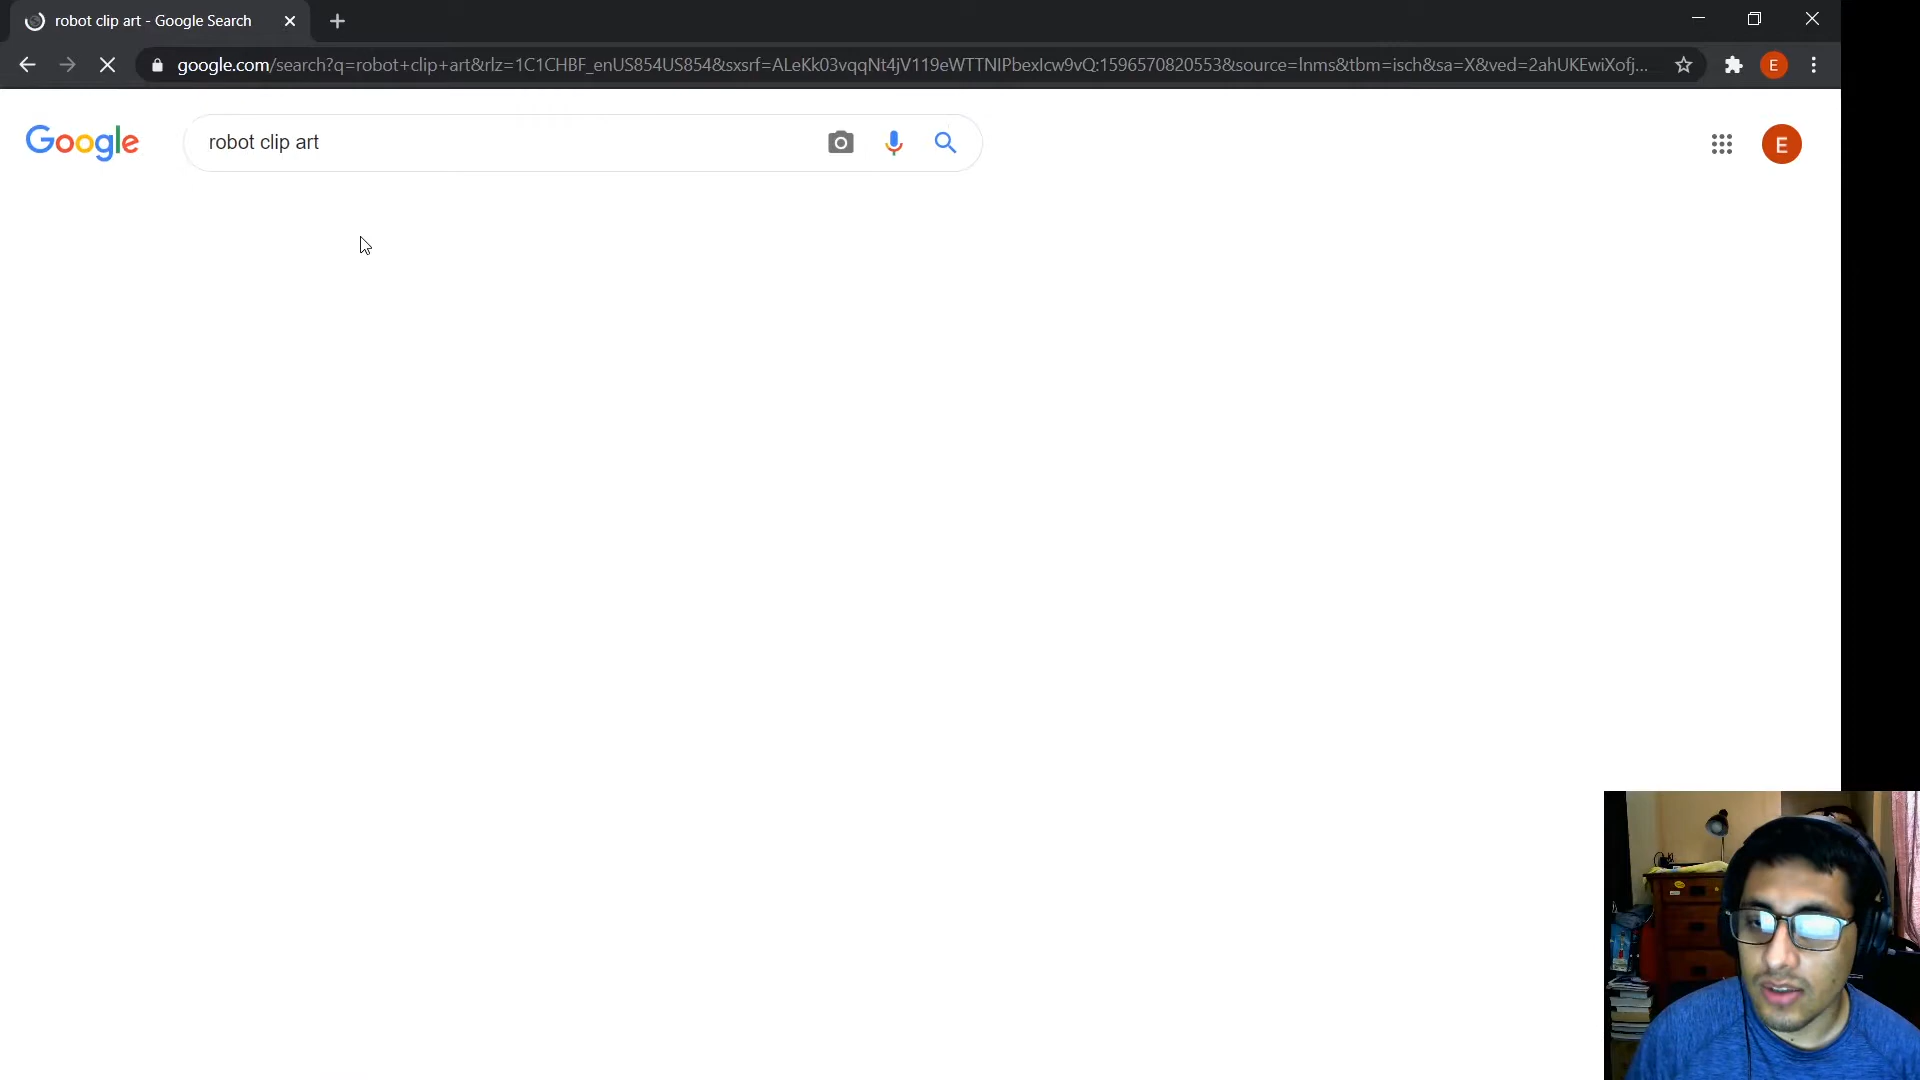 robot clip art - Google Search
google.com/search?q=robot+clip+art&rlz=1C1CHBF_enUS854US854&sxsrf=ALeKk03vqqNt4jV119eWTTNIPbexIcw9vQ:1596570820553&source=lnms&tbm=isch&sa=X&ved=2ahUKEwiXofj...
E
Google
robot clip art
E